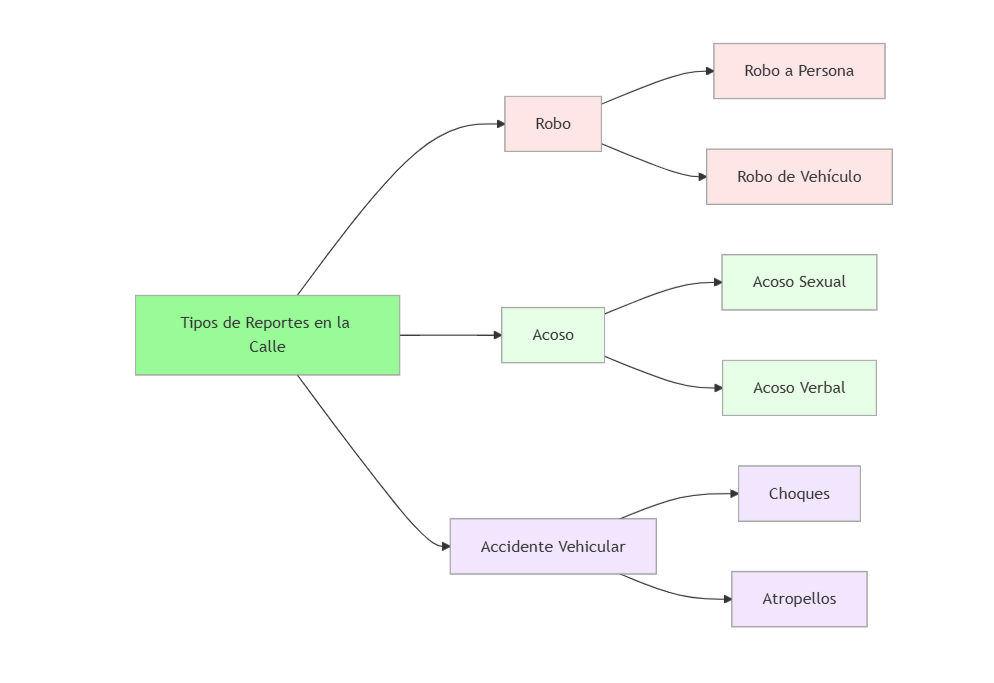 Robo a Persona
Robo
Robo de Vehículo
Acoso Sexual
Tipos de Reportes en la
Calle
Acoso
Acoso Verbal
Choques
Accidente Vehicular
Atropellos